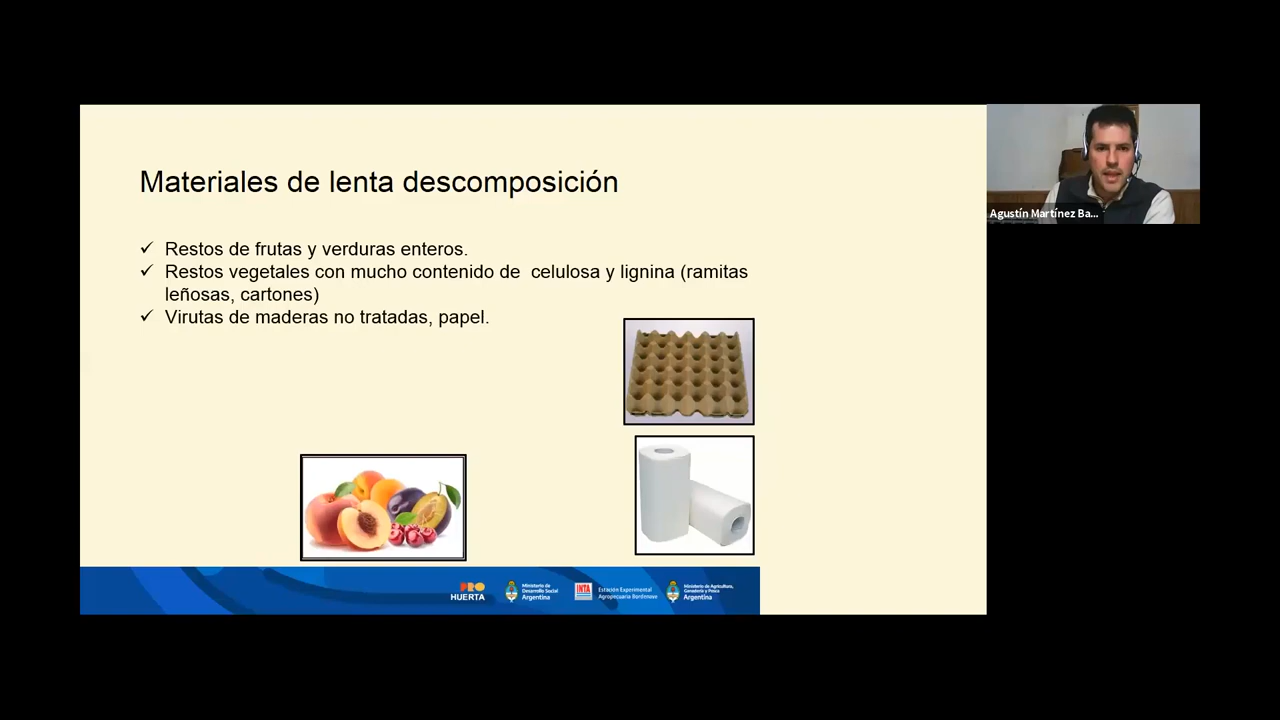 Materiales de lenta descomposición
✓ Restos de frutas y verduras enteros.
✓ Restos vegetales con mucho contenido de celulosa y lignina (ramitas
leñosas, cartones)
✓ Virutas de maderas no tratadas, papel.
PRO
HUERTA
Ministerio de
Desarrollo Social
Argentina
INTA
Estación Experimental
Agropecuaria Bordenave
Ministerio de Agricultura,
Ganadería y Pesca
Argentina
Agustín Martínez Ba...